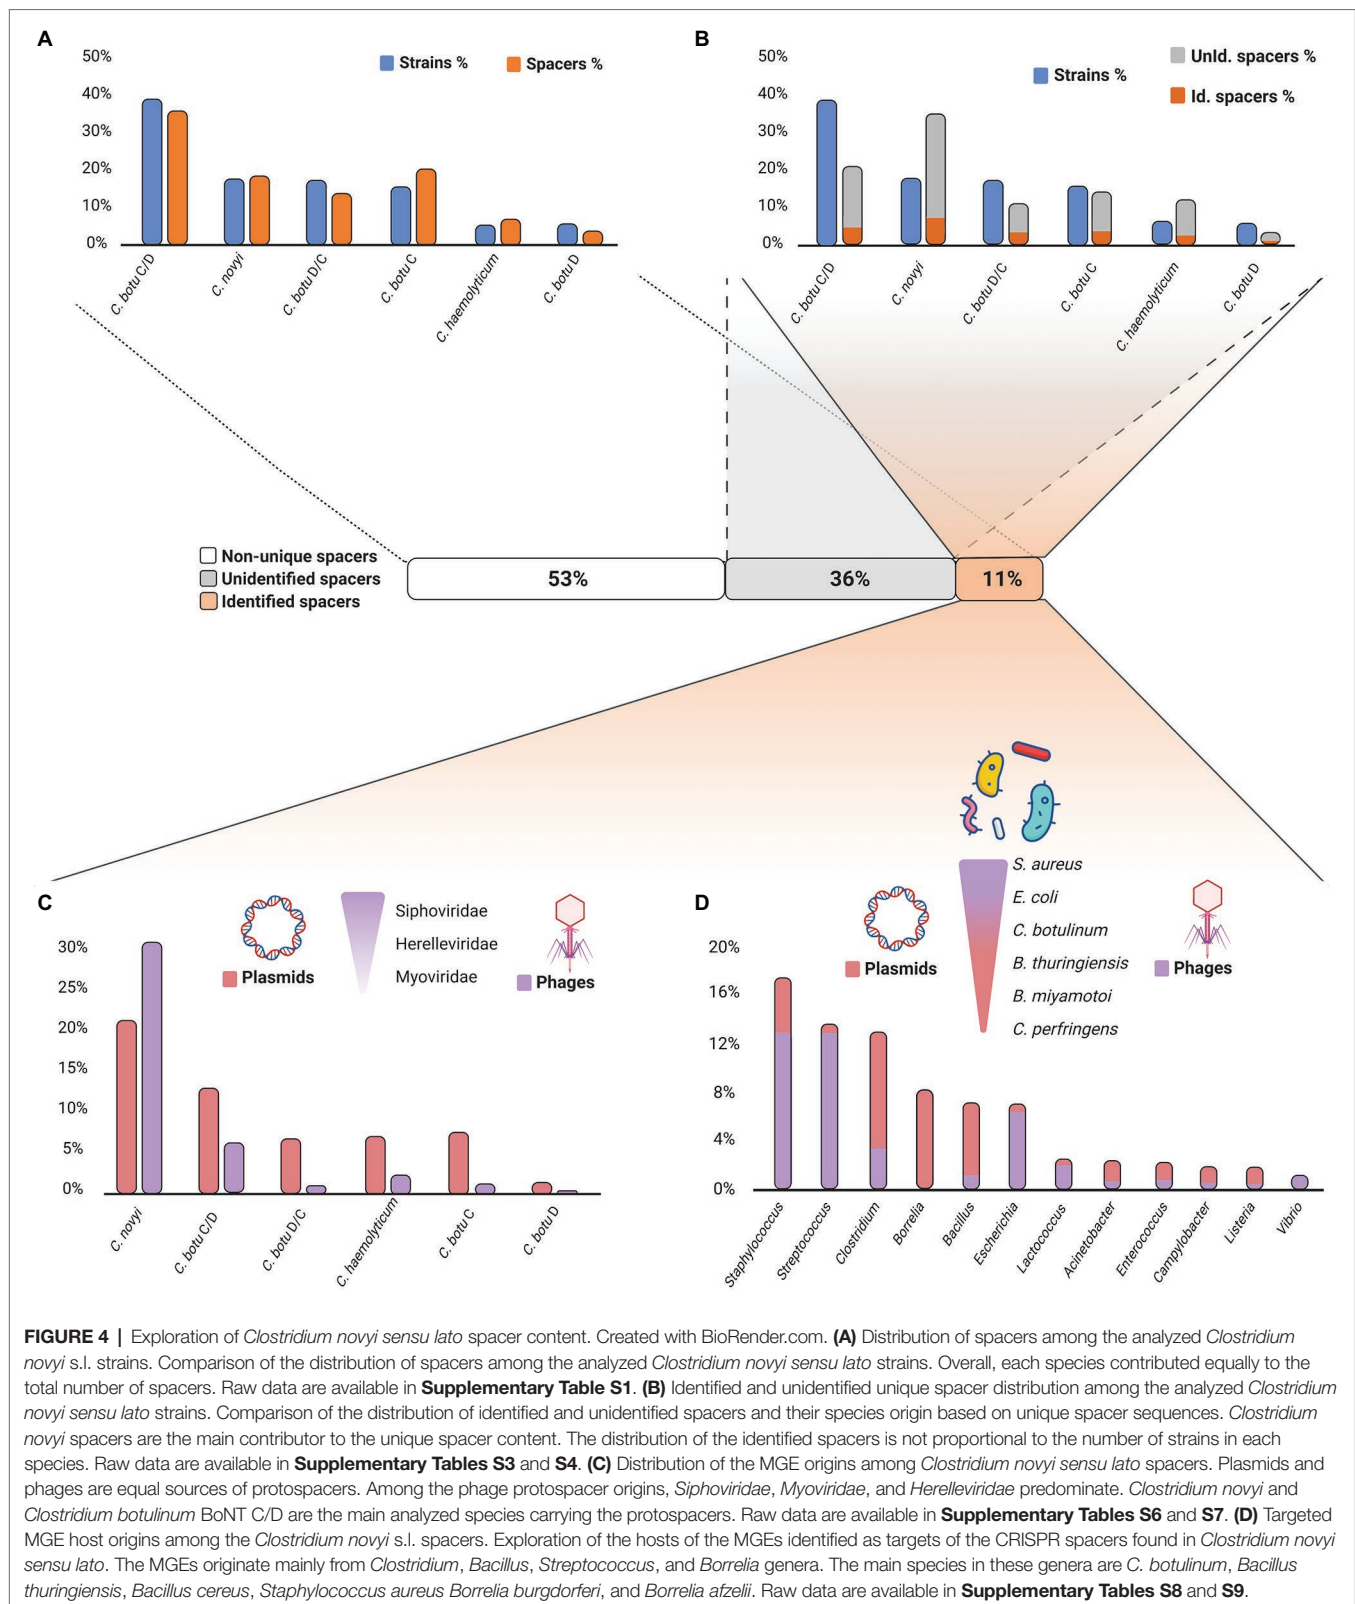 A
50%
40%
30%
20%
10%
0%
Strains %
Spacers %
C. botu C/D
C. novyi
C. botu D/C
C. botu C
C. haemolyticum
C. botu D
B
50%
40%
30%
20%
10%
0%
Strains %
UnId. spacers %
Id. spacers %
C. botu C/D
C. novyi
C. botu D/C
C. botu C
C. haemolyticum
C. botu D
Non-unique spacers
Unidentified spacers
Identified spacers
53%
36%
11%
C
30%
25%
20%
15%
10%
5%
0%
Plasmids
Siphoviridae
Herelleviridae
Myoviridae
Phages
C. novyi
C. botu C/D
C. botu D/C
C. haemolyticum
C. botu C
C. botu D
D
20%
16%
12%
8%
4%
0%
Plasmids
S. aureus
E. coli
C. botulinum
B. thuringiensis
B. miyamotoi
C. perfringens
Phages
Staphylococcus
Streptococcus
Clostridium
Borrelia
Bacillus
Escherichia
Lactococcus
Acinetobacter
Enterococcus
Campylobacter
Listeria
Vibrio
FIGURE 4 | Exploration of Clostridium novyi sensu lato spacer content. Created with BioRender.com. (A) Distribution of spacers among the analyzed Clostridium
novyi s.l. strains. Comparison of the distribution of spacers among the analyzed Clostridium novyi sensu lato strains. Overall, each species contributed equally to the
total number of spacers. Raw data are available in Supplementary Table S1. (B) Identified and unidentified unique spacer distribution among the analyzed Clostridium
novyi sensu lato strains. Comparison of the distribution of identified and unidentified spacers and their species origin based on unique spacer sequences. Clostridium
novyi spacers are the main contributor to the unique spacer content. The distribution of the identified spacers is not proportional to the number of strains in each
species. Raw data are available in Supplementary Tables S3 and S4. (C) Distribution of the MGE origins among Clostridium novyi sensu lato spacers. Plasmids and
phages are equal sources of protospacers. Among the phage protospacer origins, Siphoviridae, Myoviridae, and Herelleviridae predominate. Clostridium novyi and
Clostridium botulinum BoNT C/D are the main analyzed species carrying the protospacers. Raw data are available in Supplementary Tables S6 and S7. (D) Targeted
MGE host origins among the Clostridium novyi s.l. spacers. Exploration of the hosts of the MGEs identified as targets of the CRISPR spacers found in Clostridium novyi
sensu lato. The MGEs originate mainly from Clostridium, Bacillus, Streptococcus, and Borrelia genera. The main species in these genera are C. botulinum, Bacillus
thuringiensis, Bacillus cereus, Staphylococcus aureus Borrelia burgdorferi, and Borrelia afzelii. Raw data are available in Supplementary Tables S8 and S9.